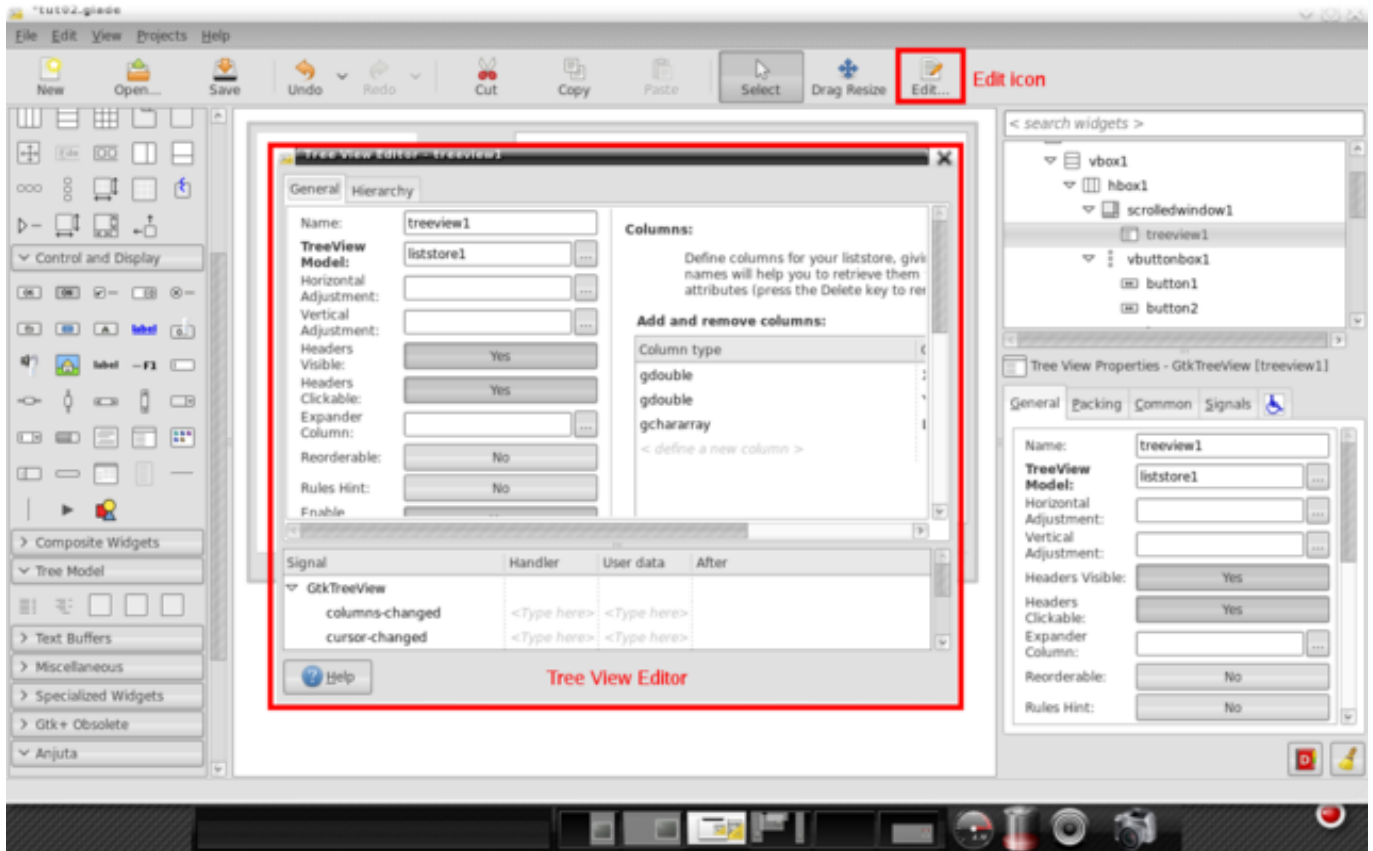 *tut02.glade
File Edit View Projects Help
New Open... Save Undo Redo Cut Copy Paste Select Drag Resize Edit... Edit icon
< search widgets >
vbox1
hbox1
scrolledwindow1
treeview1
vbuttonbox1
button1
button2
Control and Display
label
label
Composite Widgets
Tree Model
Text Buffers
Miscellaneous
Specialized Widgets
Gtk+ Obsolete
Anjuta
Tree View Editor - treeview1
General Hierarchy
Name: treeview1
TreeView
Model: liststore1 ...
Horizontal
Adjustment: ...
Vertical
Adjustment: ...
Headers
Visible: Yes
Headers
Clickable: Yes
Expander
Column: ...
Reorderable: No
Rules Hint: No
Enable
Columns:
Define columns for your liststore, givi
names will help you to retrieve them
attributes (press the Delete key to re
Add and remove columns:
Column type
gdouble
gdouble
gchararray
< define a new column >
Signal Handler User data After
GtkTreeView
columns-changed <Type here> <Type here>
cursor-changed <Type here> <Type here>
Help
Tree View Editor
Tree View Properties - GtkTreeView [treeview1]
General Packing Common Signals
Name: treeview1
TreeView
Model: liststore1 ...
Horizontal
Adjustment: ...
Vertical
Adjustment: ...
Headers Visible: Yes
Headers
Clickable: Yes
Expander
Column: ...
Reorderable: No
Rules Hint: No